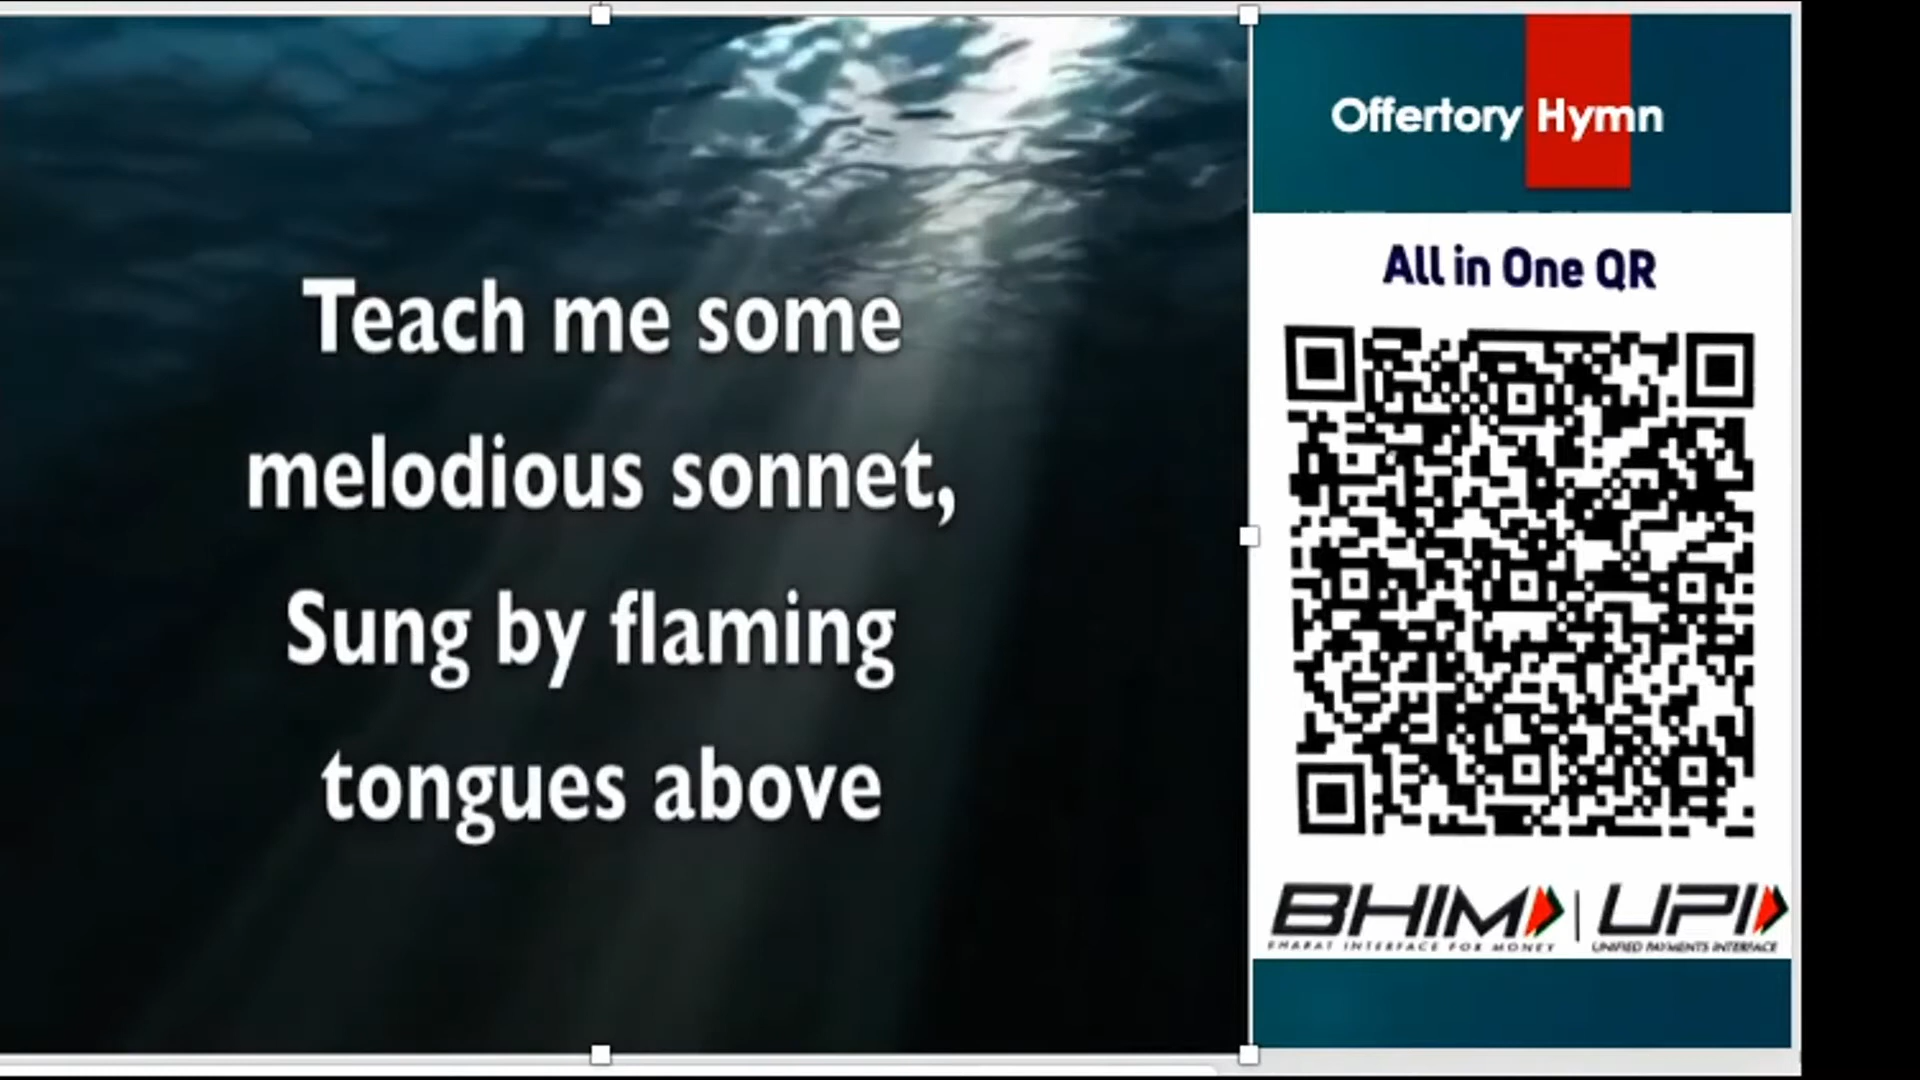 Teach me some
melodious sonnet,
Sung by flaming
tongues above
Offertory Hymn
All in One QR
BHIM | UPI
BHARAT INTERFACE FOR MONEY
UNIFIED PAYMENTS INTERFACE